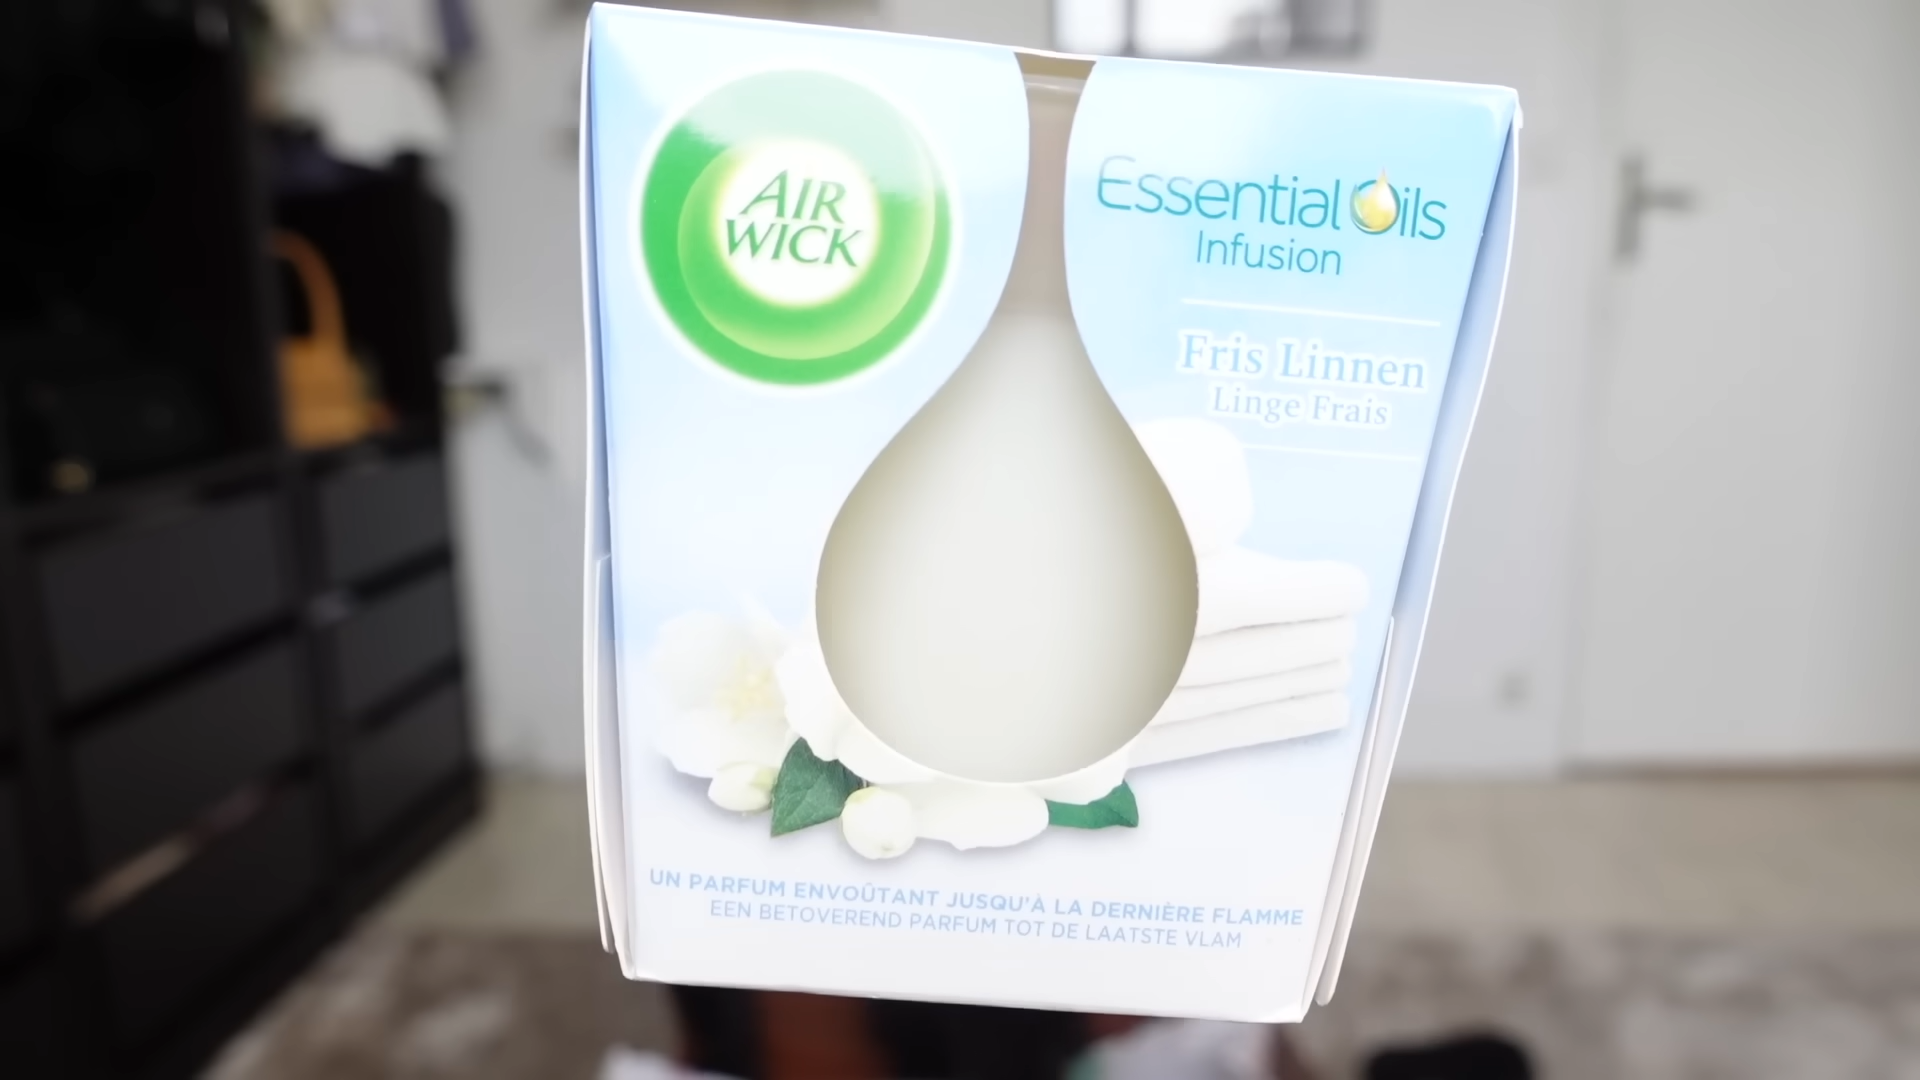 AIR
WICK
Essential Oils
Infusion
Fris Linnen
Linge Frais
UN PARFUM ENVOÛTANT JUSQU'À LA DERNIÈRE FLAMME
EEN BETOVEREND PARFUM TOT DE LAATSTE VLAM